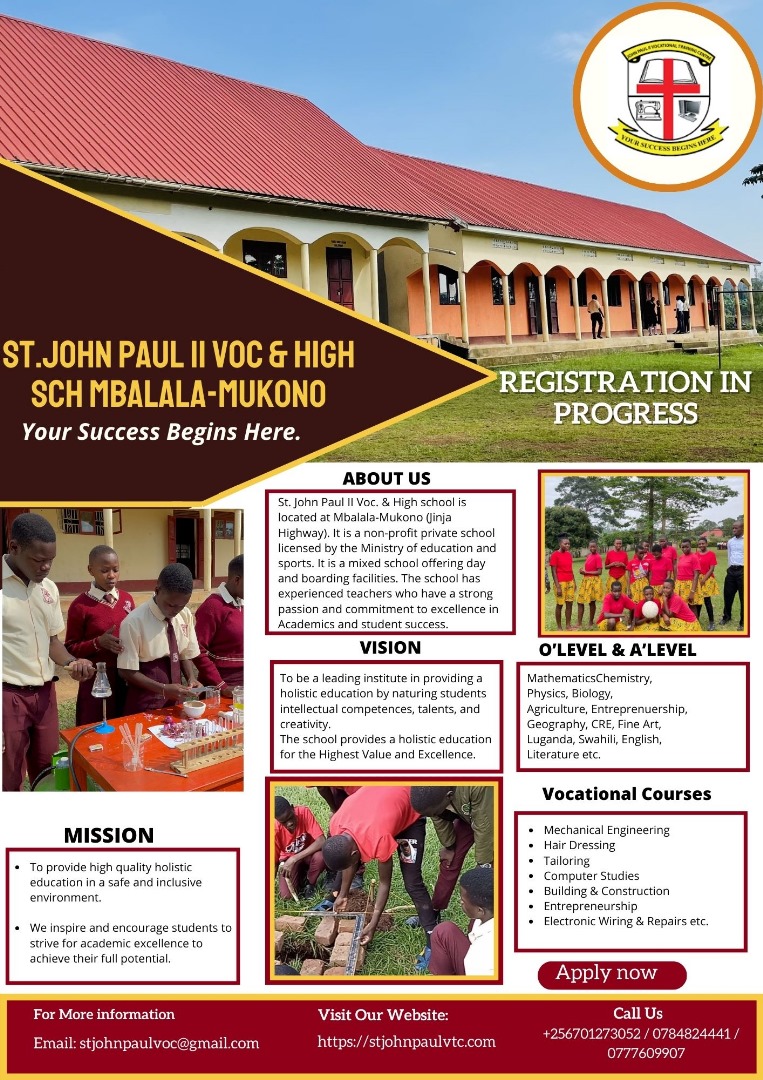 JOHN PAUL II VOCATIONAL TRAINING CENTRE
YOUR SUCCESS BEGINS HERE
ST.JOHN PAUL II VOC & HIGH
SCH MBALALA-MUKONO
Your Success Begins Here.
REGISTRATION IN
PROGRESS
ABOUT US
St. John Paul II Voc. & High school is
located at Mbalala-Mukono (Jinja
Highway). It is a non-profit private school
licensed by the Ministry of education and
sports. It is a mixed school offering day
and boarding facilities. The school has
experienced teachers who have a strong
passion and commitment to excellence in
Academics and student success.
VISION
To be a leading institute in providing a
holistic education by naturing students
intellectual competences, talents, and
creativity.
The school provides a holistic education
for the Highest Value and Excellence.
O'LEVEL & A'LEVEL
MathematicsChemistry,
Physics, Biology,
Agriculture, Entreprenuership,
Geography, CRE, Fine Art,
Luganda, Swahili, English,
Literature etc.
Vocational Courses
• Mechanical Engineering
• Hair Dressing
• Tailoring
• Computer Studies
• Building & Construction
• Entrepreneurship
• Electronic Wiring & Repairs etc.
MISSION
• To provide high quality holistic
education in a safe and inclusive
environment.
• We inspire and encourage students to
strive for academic excellence to
achieve their full potential.
Apply now
For More information
Email: stjohnpaulvoc@gmail.com
Visit Our Website:
https://stjohnpaulvtc.com
Call Us
+256701273052 / 0784824441 /
0777609907